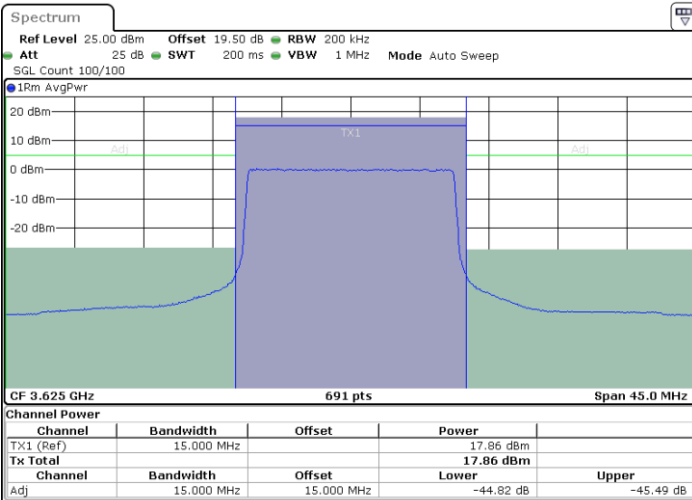 Spectrum
Ref Level 25.00 dBm Offset 19.50 dB RBW 200 kHz
Att 25 dB SWT 200 ms VBW 1 MHz Mode Auto Sweep
SGL Count 100/100
1Rm AvgPwr
20 dBm
TX1
10 dBm
Adj Adj
0 dBm
-10 dBm
-20 dBm
CF 3.625 GHz 691 pts Span 45.0 MHz
Channel Power
Channel Bandwidth Offset Power
TX1 (Ref) 15.000 MHz 17.86 dBm
Tx Total 17.86 dBm
Channel Bandwidth Offset Lower Upper
Adj 15.000 MHz 15.000 MHz -44.82 dB -45.49 dB